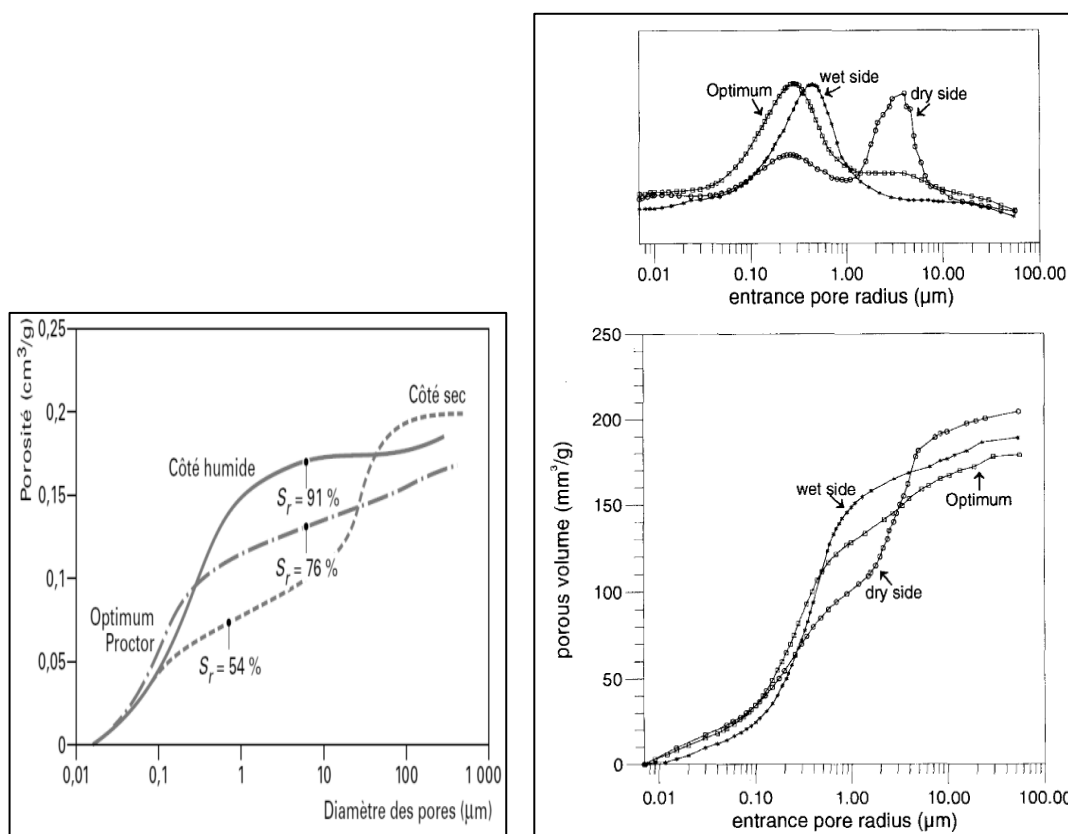 Porosité (cm³/g)
0,25
0,2
0,15
0,1
0,05
0
Côté sec
Côté humide
Sr = 91 %
Sr = 76 %
Optimum
Proctor
Sr = 54 %
0,01 0,1 1 10 100 1 000
Diamètre des pores (µm)
Optimum
wet side
dry side
0.01 0.10 1.00 10.00 100.00
entrance pore radius (µm)
porous volume (mm³/g)
250
200
150
100
50
0
wet side
Optimum
dry side
0.01 0.10 1.00 10.00 100.00
entrance pore radius (µm)